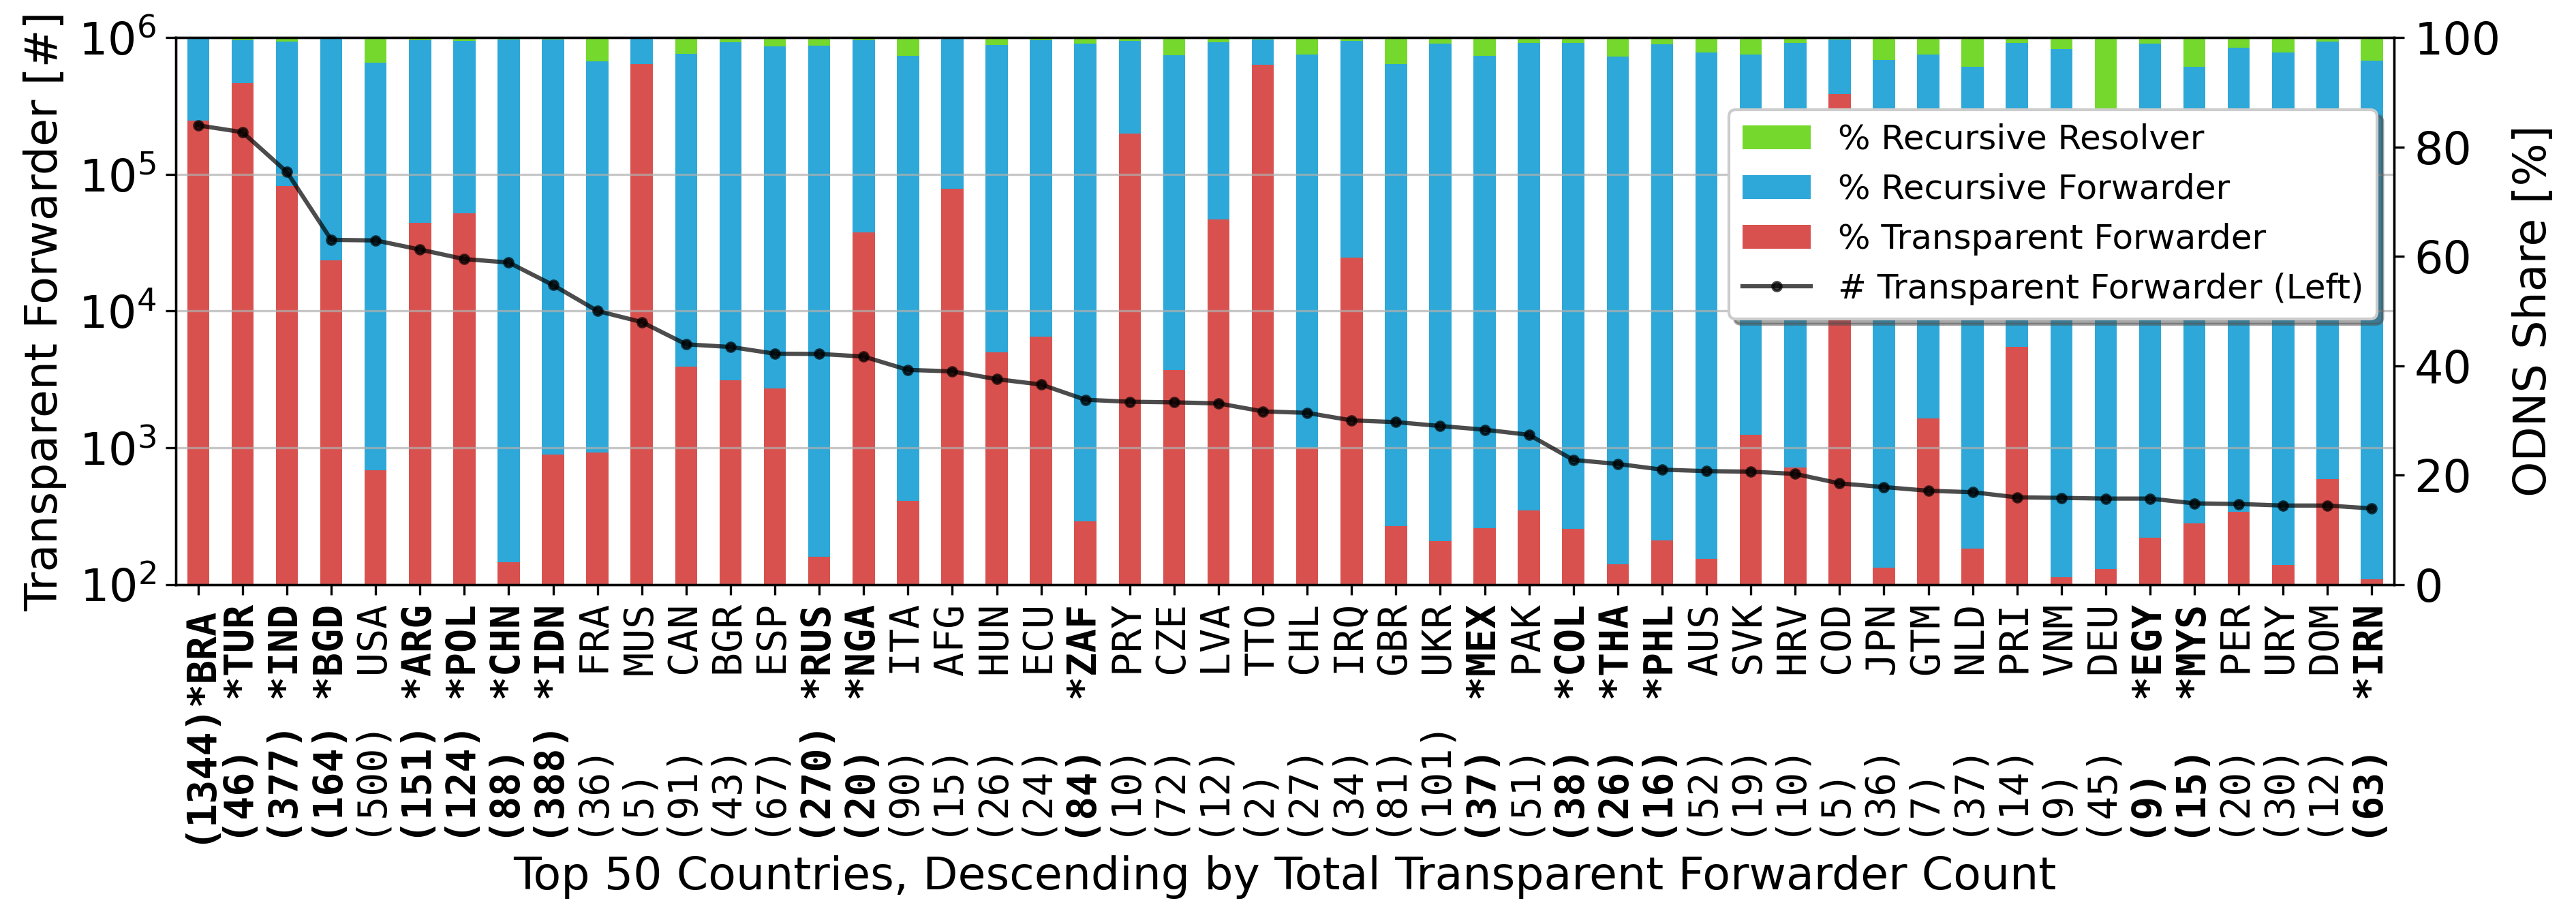 Transparent Forwarder [#]
10^6
10^5
10^4
10^3
10^2
100
80
60
40
20
0
ODNS Share [%]
% Recursive Resolver
% Recursive Forwarder
% Transparent Forwarder
# Transparent Forwarder (Left)
(1344)*BRA
(46) *TUR
(377) *IND
(164) *BGD
(500) USA
(151) *ARG
(124) *POL
(88) *CHN
(388) *IDN
(36) FRA
(5) MUS
(91) CAN
(43) BGR
(67) ESP
(270) *RUS
(20) *NGA
(90) ITA
(15) AFG
(26) HUN
(24) ECU
(84) *ZAF
(10) PRY
(72) CZE
(12) LVA
(2) TTO
(27) CHL
(34) IRQ
(81) GBR
(101) UKR
(37) *MEX
(51) PAK
(38) *COL
(26) *THA
(16) *PHL
(52) AUS
(19) SVK
(10) HRV
(5) COD
(36) JPN
(7) GTM
(37) NLD
(14) PRI
(9) VNM
(45) DEU
(9) *EGY
(15) *MYS
(20) PER
(30) URY
(12) DOM
(63) *IRN
Top 50 Countries, Descending by Total Transparent Forwarder Count